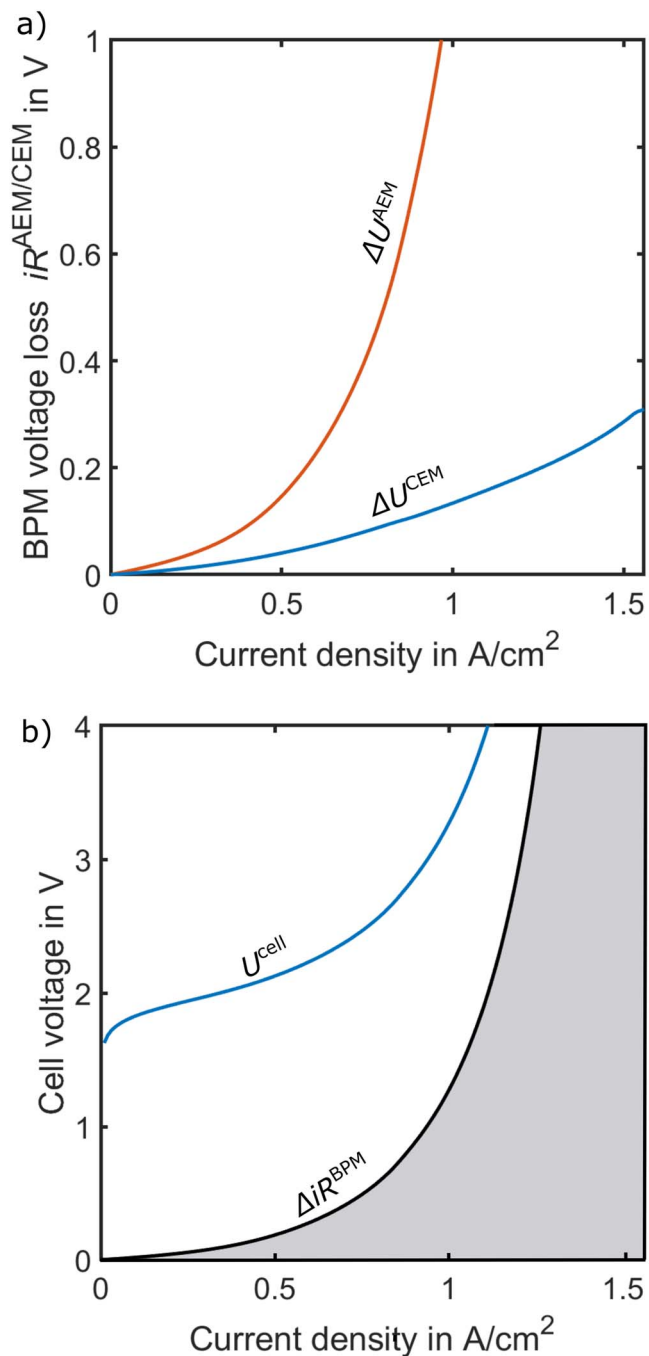 a)
1
0.8
0.6
0.4
0.2
0
BPM voltage loss iR^AEM/CEM in V
ΔU^AEM
ΔU^CEM
0 0.5 1 1.5
Current density in A/cm²
b)
4
3
2
1
0
Cell voltage in V
U^cell
ΔiR^BPM
0 0.5 1 1.5
Current density in A/cm²